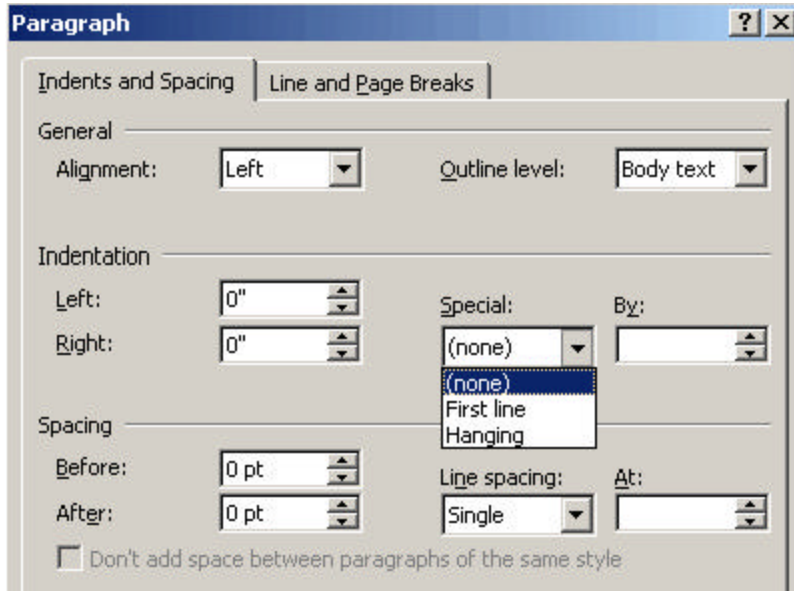 Paragraph
Indents and Spacing
Line and Page Breaks
General
Alignment: Left Outline level: Body text
Indentation
Left: 0" Special: By:
Right: 0" (none)
(none)
First line
Hanging
Spacing
Before: 0 pt Line spacing: At:
After: 0 pt Single
Don't add space between paragraphs of the same style